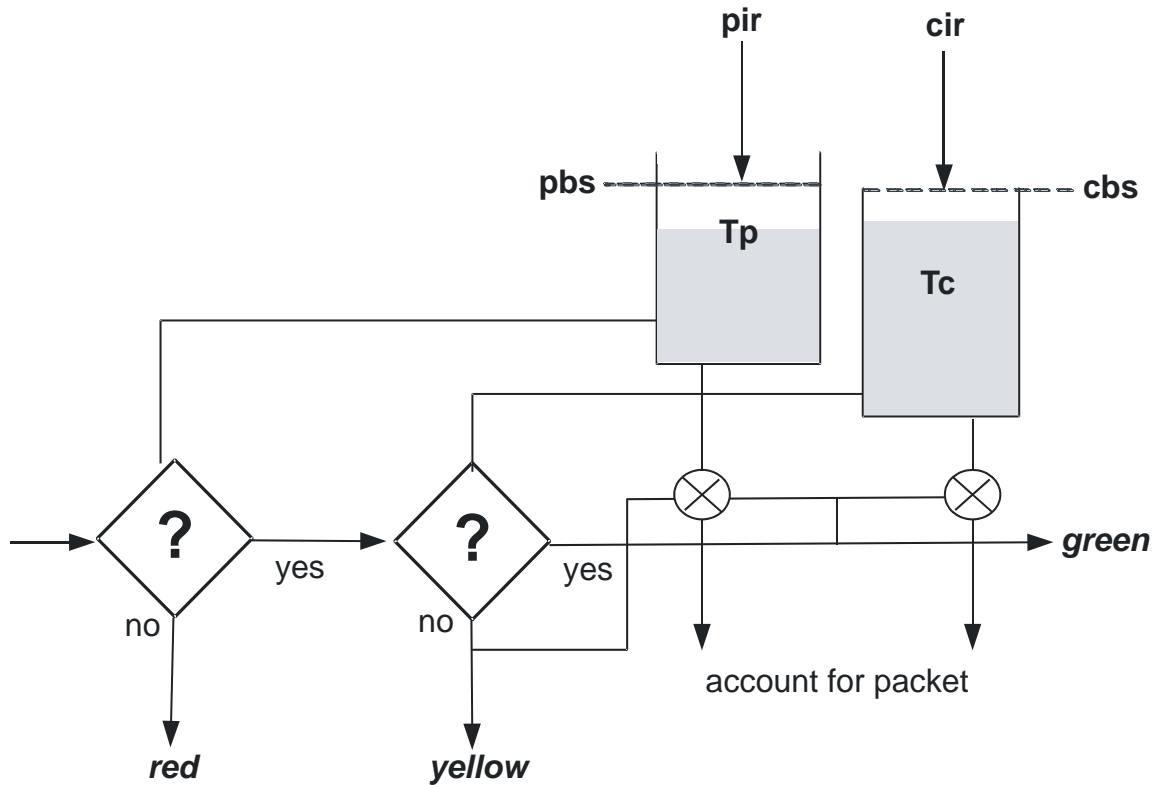 pir
cir
pbs
cbs
Tp
Tc
?
?
yes
yes
green
no
no
account for packet
red
yellow